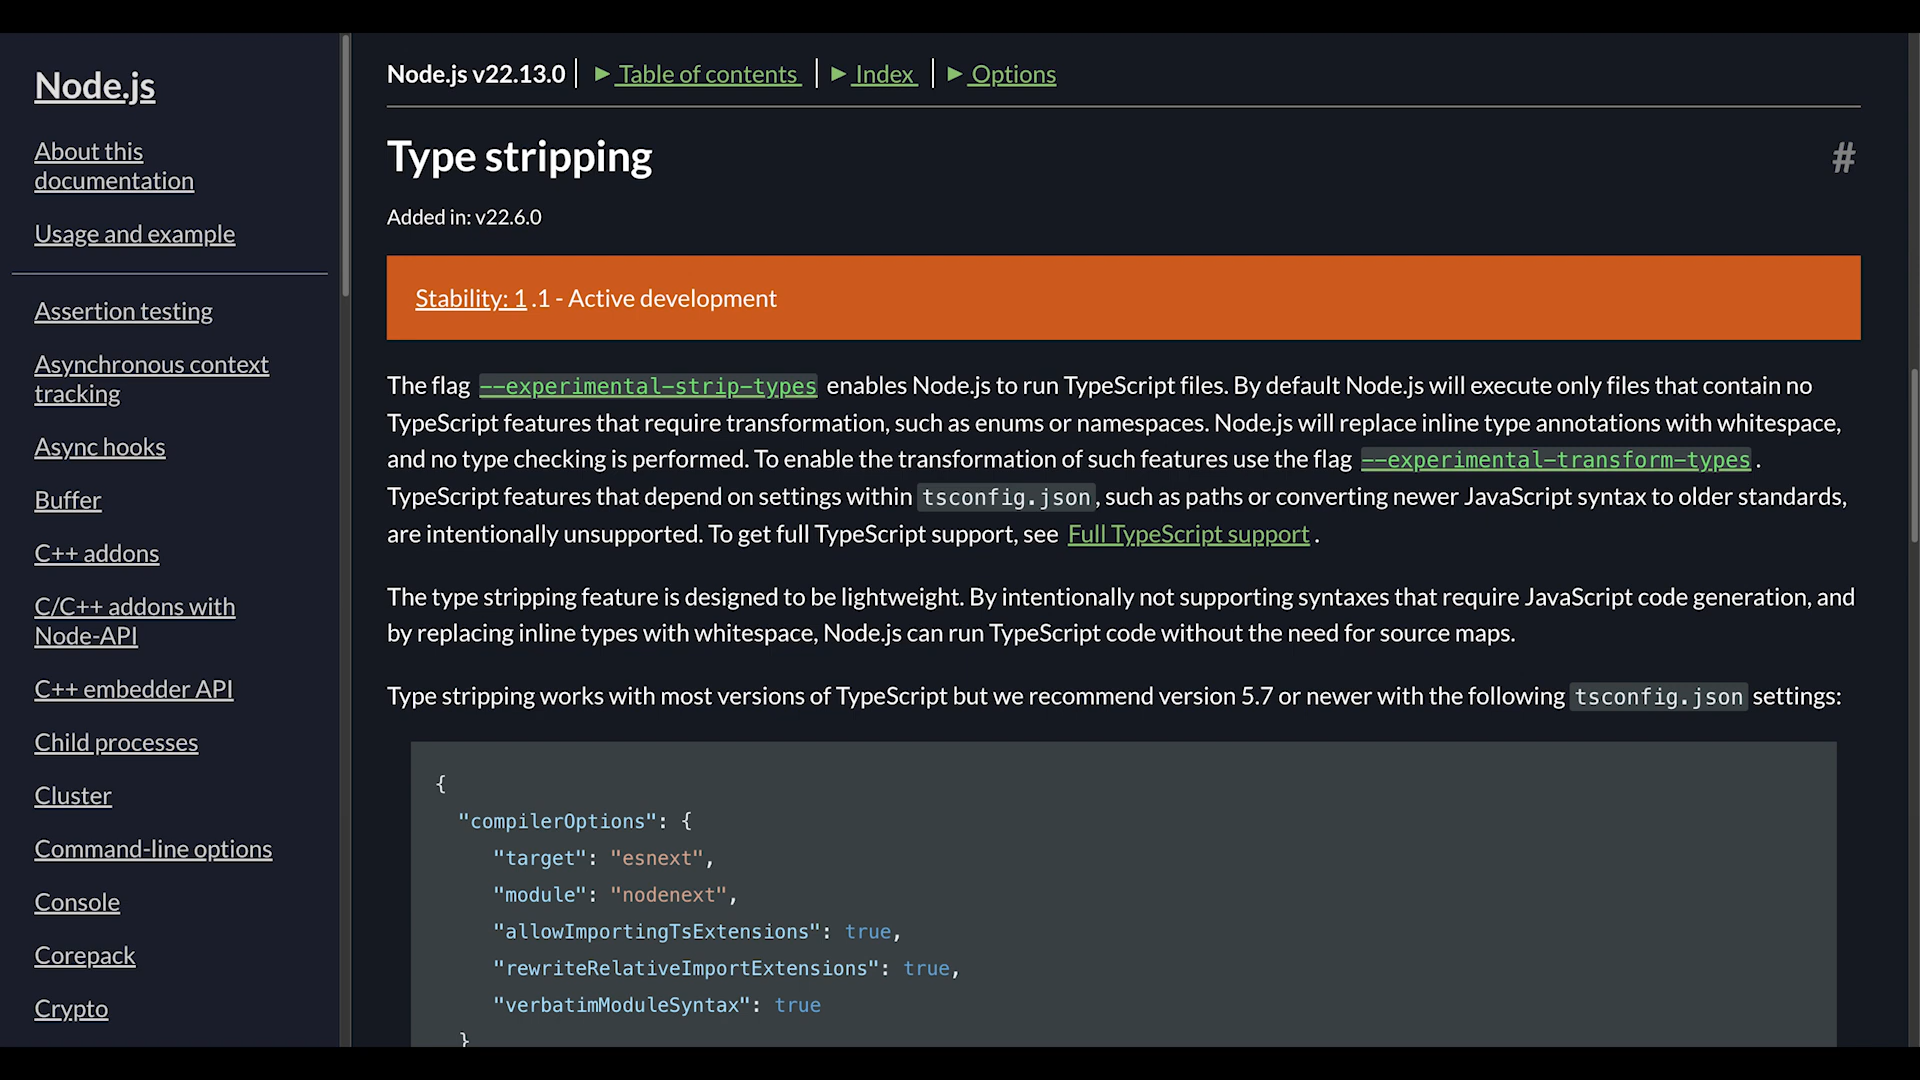 Node.js
About this
documentation
Usage and example
Assertion testing
Asynchronous context
tracking
Async hooks
Buffer
C++ addons
C/C++ addons with
Node-API
C++ embedder API
Child processes
Cluster
Command-line options
Console
Corepack
Crypto
Node.js v22.13.0 | ► Table of contents | ► Index | ► Options
Type stripping #
Added in: v22.6.0
Stability: 1 .1 - Active development
The flag --experimental-strip-types enables Node.js to run TypeScript files. By default Node.js will execute only files that contain no
TypeScript features that require transformation, such as enums or namespaces. Node.js will replace inline type annotations with whitespace,
and no type checking is performed. To enable the transformation of such features use the flag --experimental-transform-types .
TypeScript features that depend on settings within tsconfig.json, such as paths or converting newer JavaScript syntax to older standards,
are intentionally unsupported. To get full TypeScript support, see Full TypeScript support .
The type stripping feature is designed to be lightweight. By intentionally not supporting syntaxes that require JavaScript code generation, and
by replacing inline types with whitespace, Node.js can run TypeScript code without the need for source maps.
Type stripping works with most versions of TypeScript but we recommend version 5.7 or newer with the following tsconfig.json settings:
{
  "compilerOptions": {
     "target": "esnext",
     "module": "nodenext",
     "allowImportingTsExtensions": true,
     "rewriteRelativeImportExtensions": true,
     "verbatimModuleSyntax": true
  }